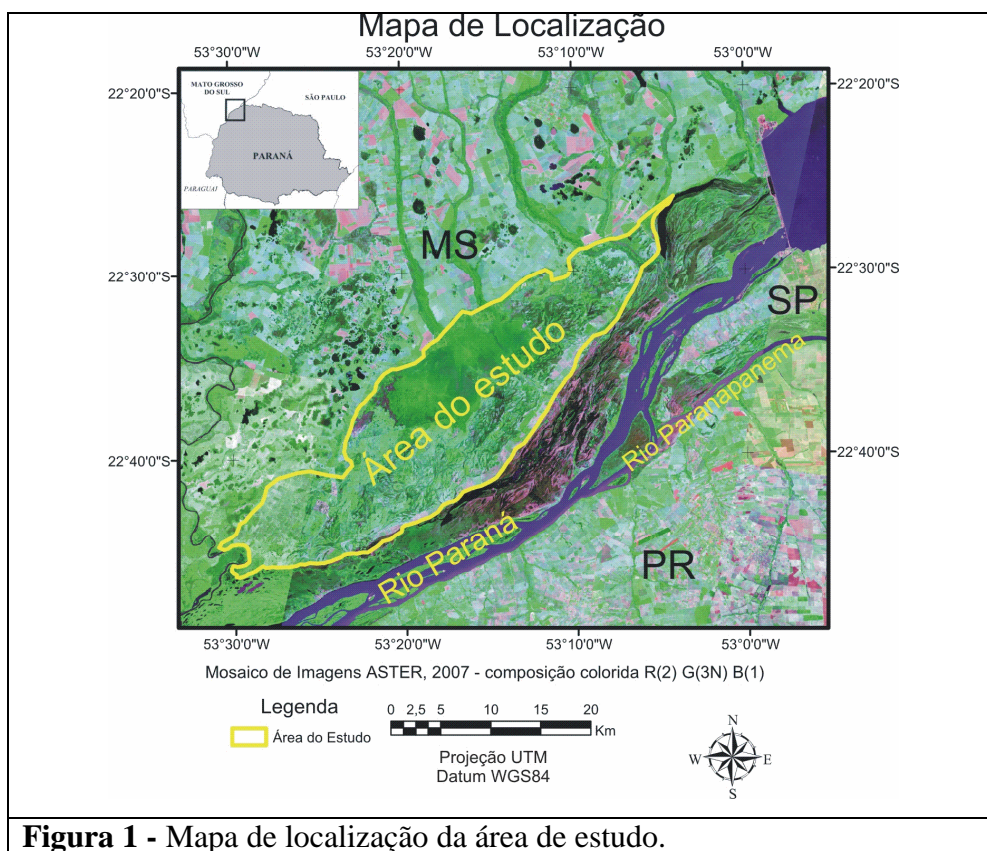 Mapa de Localização
53°30'0"W 53°20'0"W 53°10'0"W 53°0'0"W
MATO GROSSO
DO SUL
SÃO PAULO
PARANÁ
PARAGUAI
22°20'0"S
22°20'0"S
MS
22°30'0"S
22°30'0"S
SP
Área do estudo
Rio Paranapanema
22°40'0"S
22°40'0"S
Rio Paraná
PR
53°30'0"W 53°20'0"W 53°10'0"W 53°0'0"W
Mosaico de Imagens ASTER, 2007 - composição colorida R(2) G(3N) B(1)
Legenda
Área do Estudo
0 2,5 5 10 15 20
Km
Projeção UTM
Datum WGS84
N
W E
S
Figura 1 - Mapa de localização da área de estudo.